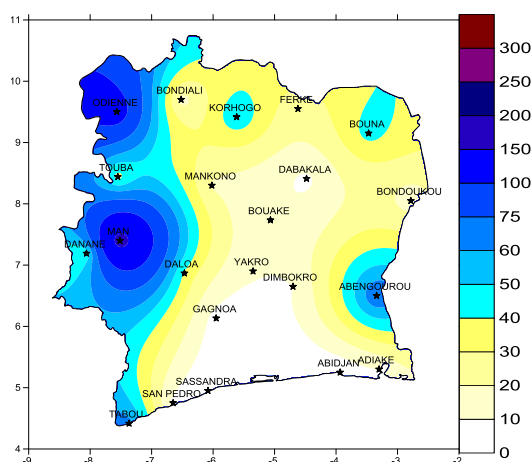 11
10
9
8
7
6
5
4
-9
-8
-7
-6
-5
-4
-3
-2
ODIENNE
BONDIALI
KORHOGO
FERKE
BOUNA
TOUBA
MANKONO
DABAKALA
BONDOUKOU
BOUAKE
MAN
DANANE
DALOA
YAKRO
DIMBOKRO
ABENGOUROU
GAGNOA
ABIDJAN
ADIAKE
SASSANDRA
SAN PEDRO
TABOU
300
250
200
150
100
75
60
50
40
30
20
10
0